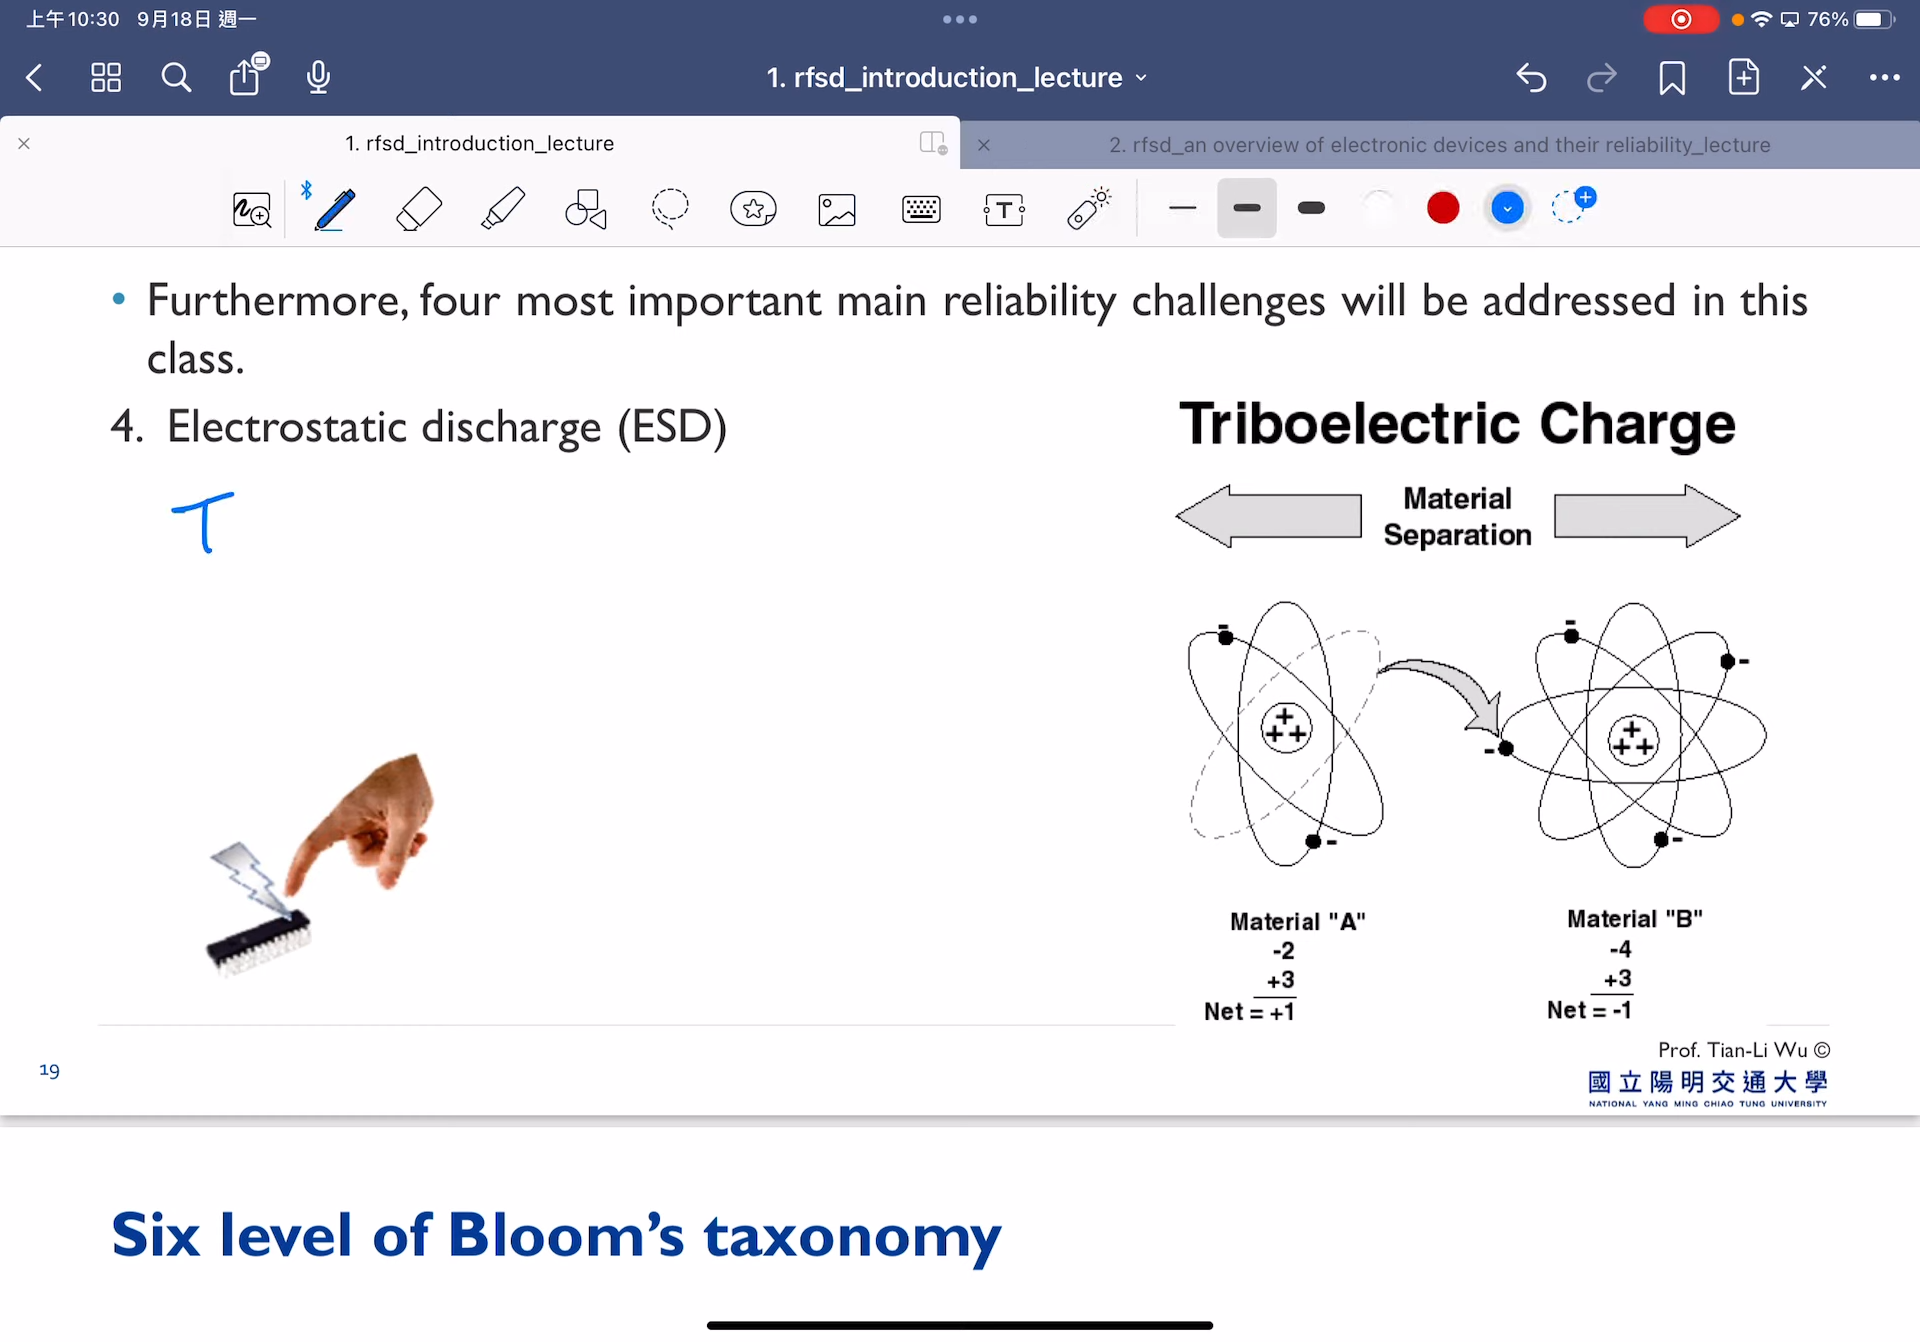 上午10:30 9月18日 週一
76%
1. rfsd_introduction_lecture
1. rfsd_introduction_lecture
2. rfsd_an overview of electronic devices and their reliability_lecture
T
• Furthermore, four most important main reliability challenges will be addressed in this
class.
4. Electrostatic discharge (ESD)
T
Triboelectric Charge
Material
Separation
-
+
++
-
-
-
-
+
++
-
Material "A"
-2
+3
Net = +1
Material "B"
-4
+3
Net = -1
19
Prof. Tian-Li Wu ©
國立陽明交通大學
NATIONAL YANG MING CHIAO TUNG UNIVERSITY
Six level of Bloom's taxonomy